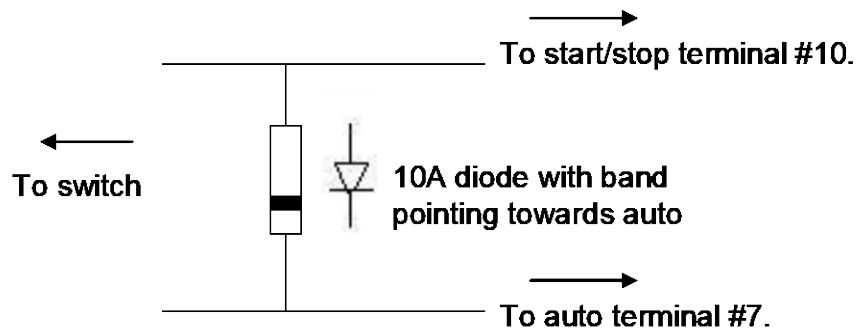 To start/stop terminal #10.
To switch
10A diode with band
pointing towards auto
To auto terminal #7.